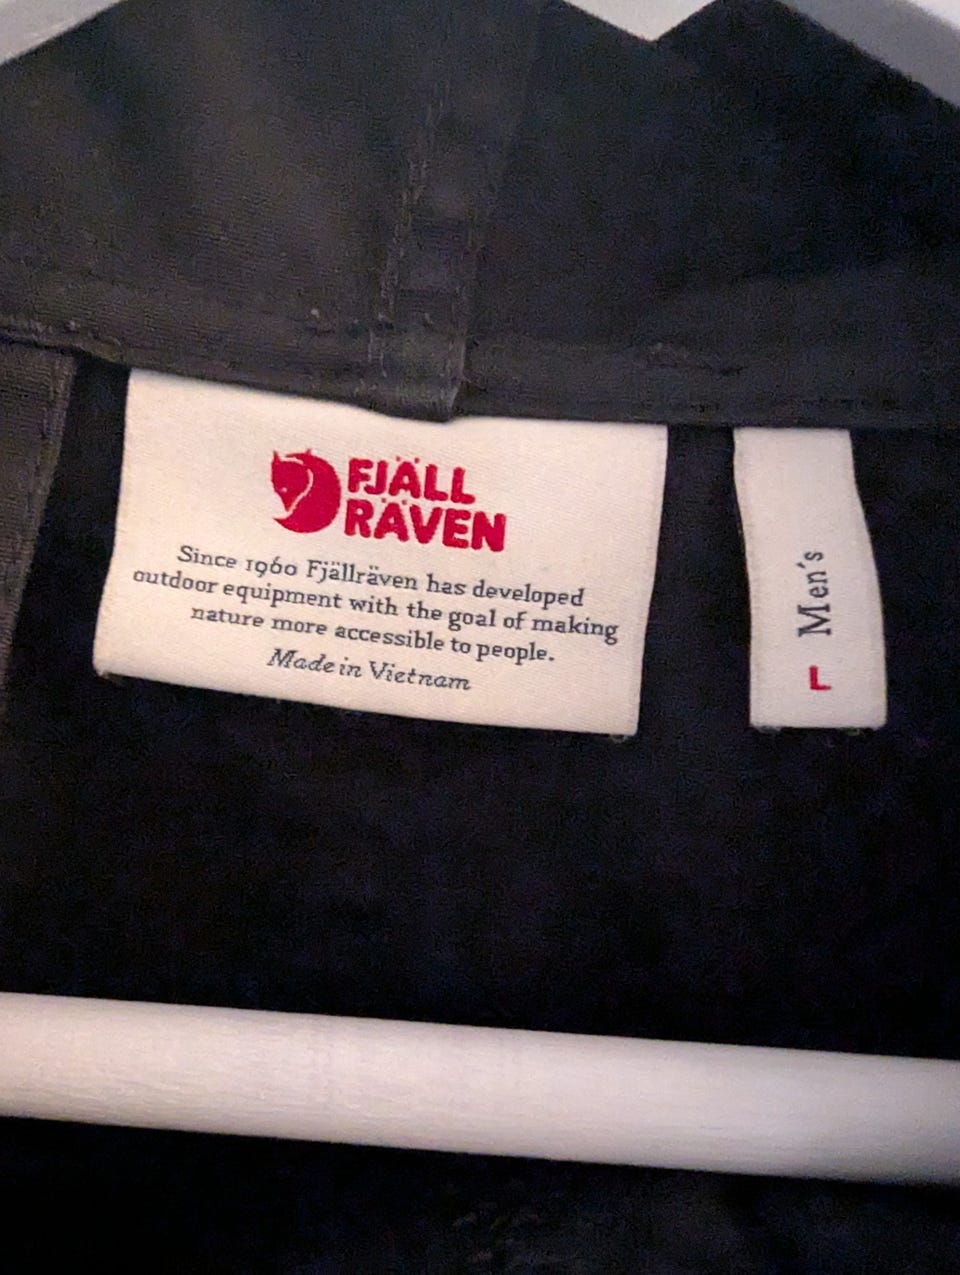 FJÄLL
RÄVEN
Since 1960 Fjällräven has developed
outdoor equipment with the goal of making
nature more accessible to people.
Made in Vietnam
Men's
L